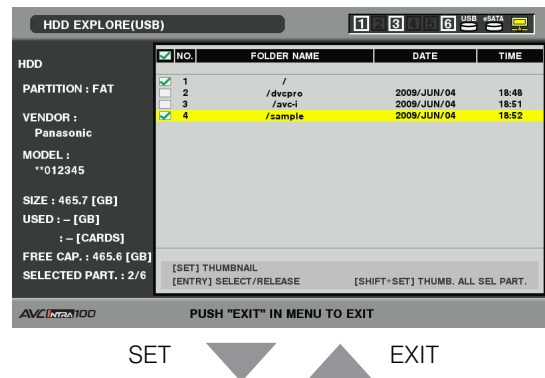 HDD EXPLORE(USB)
1 2 3 4 5 6 USB eSATA
HDD
PARTITION : FAT
VENDOR :
Panasonic
MODEL :
**012345
SIZE : 465.7 [GB]
USED : – [GB]
: – [CARDS]
FREE CAP. : 465.6 [GB]
SELECTED PART. : 2/6
NO. FOLDER NAME DATE TIME
1 /
2 /dvcpro 2009/JUN/04 18:48
3 /avc-i 2009/JUN/04 18:51
4 /sample 2009/JUN/04 18:52
[SET] THUMBNAIL
[ENTRY] SELECT/RELEASE [SHIFT+SET] THUMB. ALL SEL PART.
AVC INTRA 100 PUSH "EXIT" IN MENU TO EXIT
SET EXIT